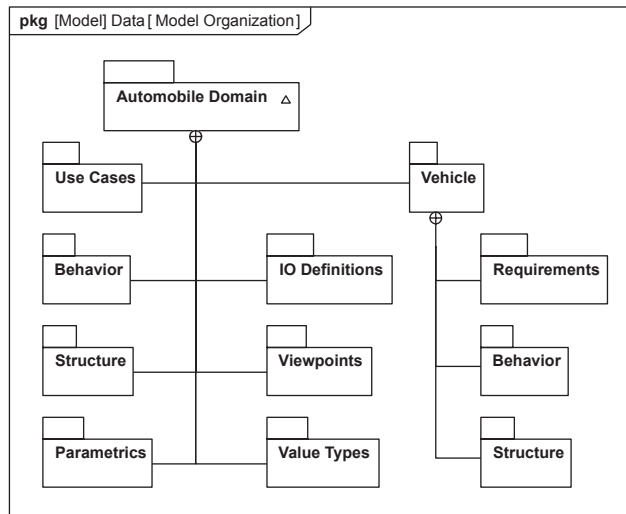 pkg [Model] Data [ Model Organization]
Automobile Domain
Use Cases
Vehicle
Behavior
IO Definitions
Requirements
Structure
Viewpoints
Behavior
Parametrics
Value Types
Structure